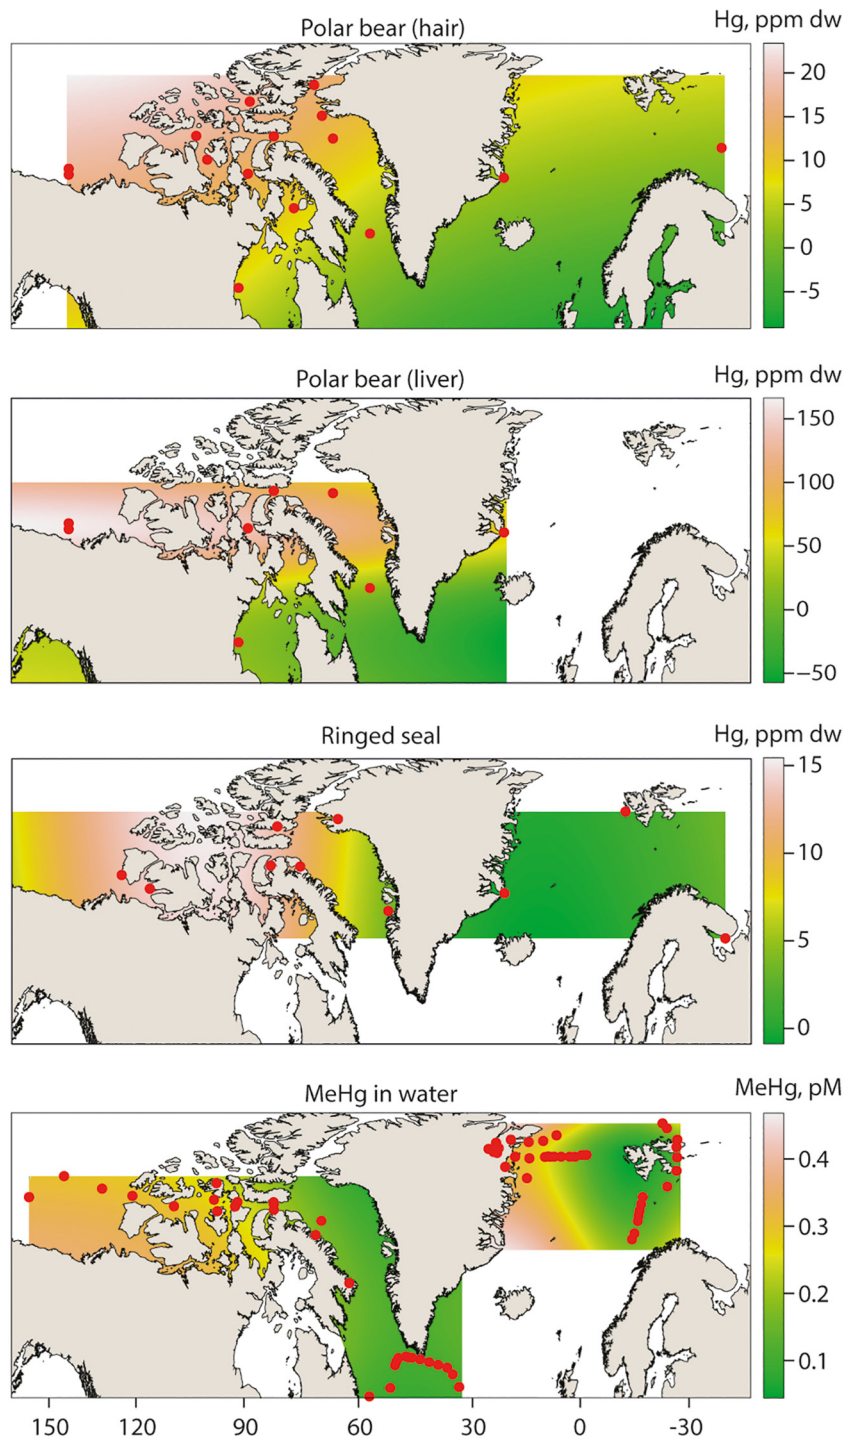 Polar bear (hair)
Hg, ppm dw
20
15
10
5
0
-5
Polar bear (liver)
Hg, ppm dw
150
100
50
0
−50
Ringed seal
Hg, ppm dw
15
10
5
0
MeHg in water
MeHg, pM
0.4
0.3
0.2
0.1
150 120 90 60 30 0 -30